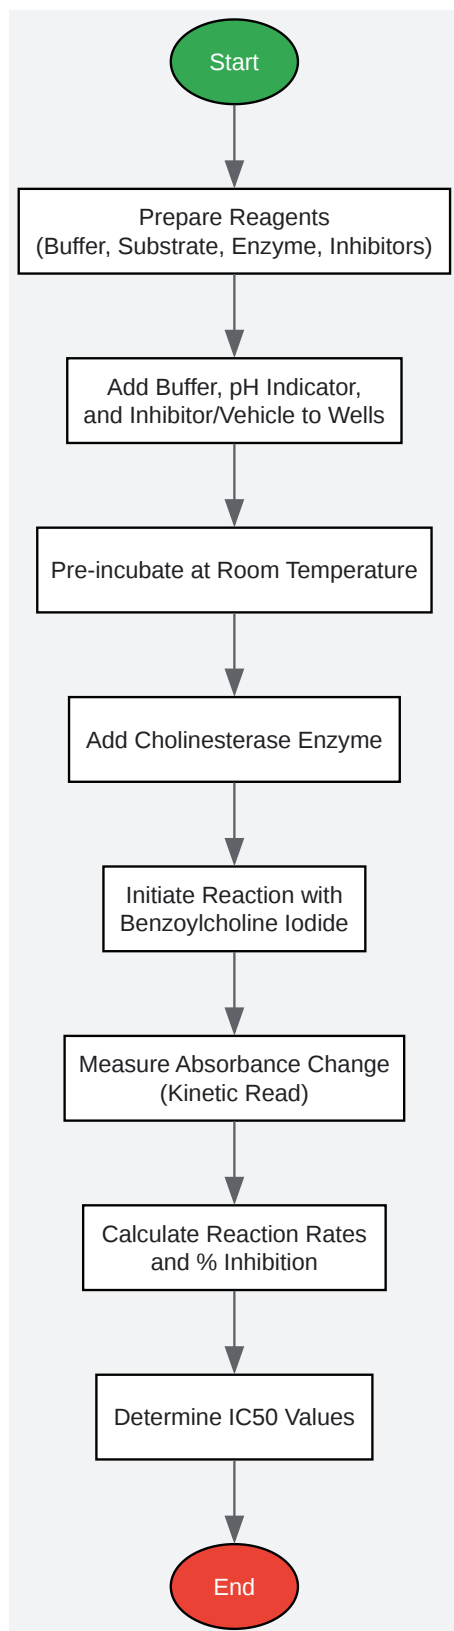 Start
Prepare Reagents
(Buffer, Substrate, Enzyme, Inhibitors)
Add Buffer, pH Indicator,
and Inhibitor/Vehicle to Wells
Pre-incubate at Room Temperature
Add Cholinesterase Enzyme
Initiate Reaction with
Benzoylcholine Iodide
Measure Absorbance Change
(Kinetic Read)
Calculate Reaction Rates
and % Inhibition
Determine IC50 Values
End